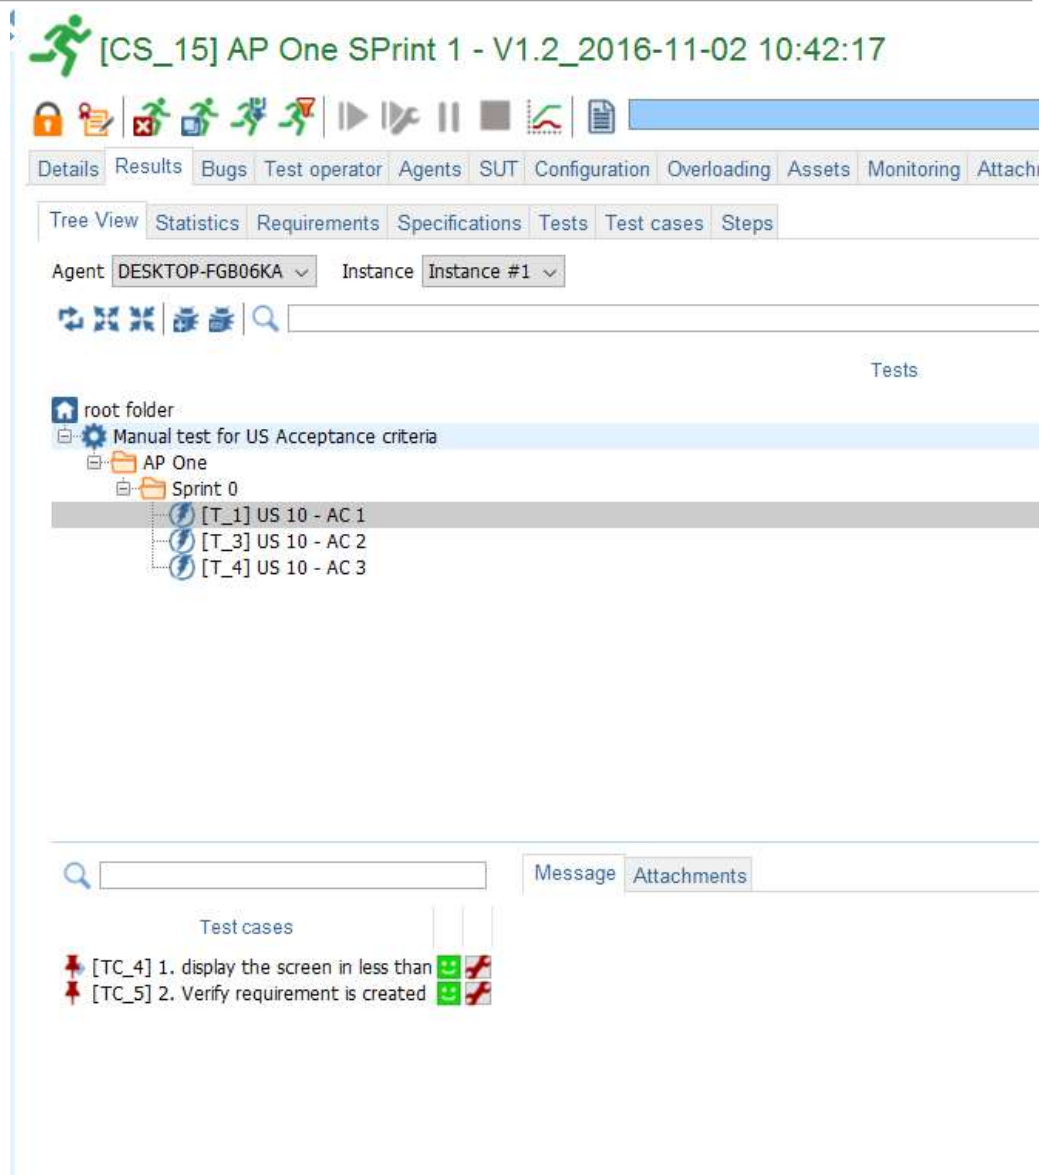 [CS_15] AP One SPrint 1 - V1.2_2016-11-02 10:42:17
Details Results Bugs Test operator Agents SUT Configuration Overloading Assets Monitoring
Tree View Statistics Requirements Specifications Tests Test cases Steps
Agent DESKTOP-FGB06KA Instance Instance #1
Tests
root folder
Manual test for US Acceptance criteria
AP One
Sprint 0
[T_1] US 10 - AC 1
[T_3] US 10 - AC 2
[T_4] US 10 - AC 3
Message Attachments
Test cases
[TC_4] 1. display the screen in less than
[TC_5] 2. Verify requirement is created